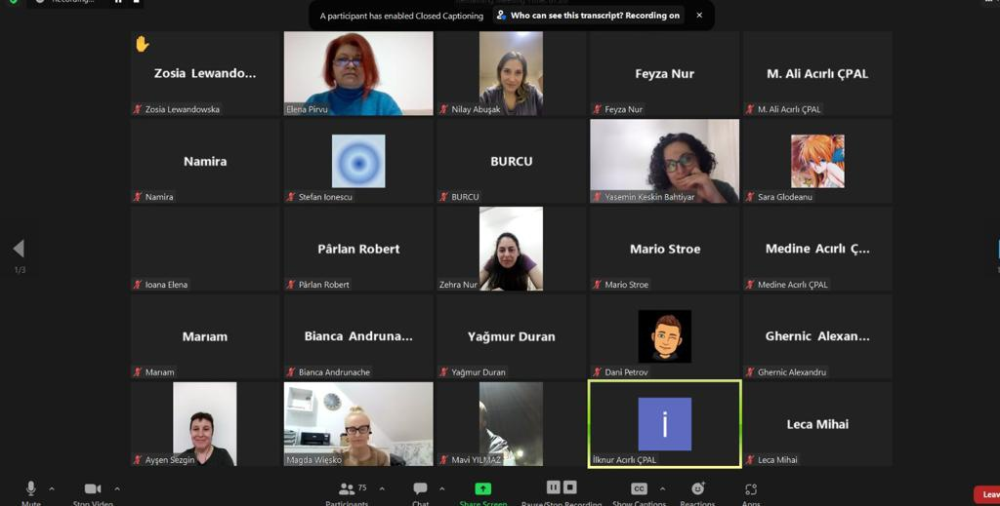 Recording...
A participant has enabled Closed Captioning Who can see this transcript? Recording on
Zosia Lewando...
Zosia Lewandowska
Elena Pirvu
Nilay Abuşak
Feyza Nur
Feyza Nur
M. Ali Acırlı ÇPAL
M. Ali Acırlı ÇPAL
Namira
Namira
Stefan Ionescu
BURCU
BURCU
Yasemin Keskin Bahtiyar
Sara Glodeanu
Ioana Elena
Pârlan Robert
Pârlan Robert
Zehra Nur
Mario Stroe
Mario Stroe
Medine Acırlı Ç...
Medine Acırlı ÇPAL
1/3
Marıam
Marıam
Bianca Andruna...
Bianca Andrunache
Yağmur Duran
Yağmur Duran
Dani Petrov
Ghernic Alexan...
Ghernic Alexandru
Ayşen Sezgin
Magda Więsko
Mavi YILMAZ
i
İlknur Acırlı ÇPAL
Leca Mihai
Leca Mihai
Mute
Stop Video
75
Participants
Chat
Share Screen
Pause/Stop Recording
CC
Show Captions
Reactions
Apps
Leav